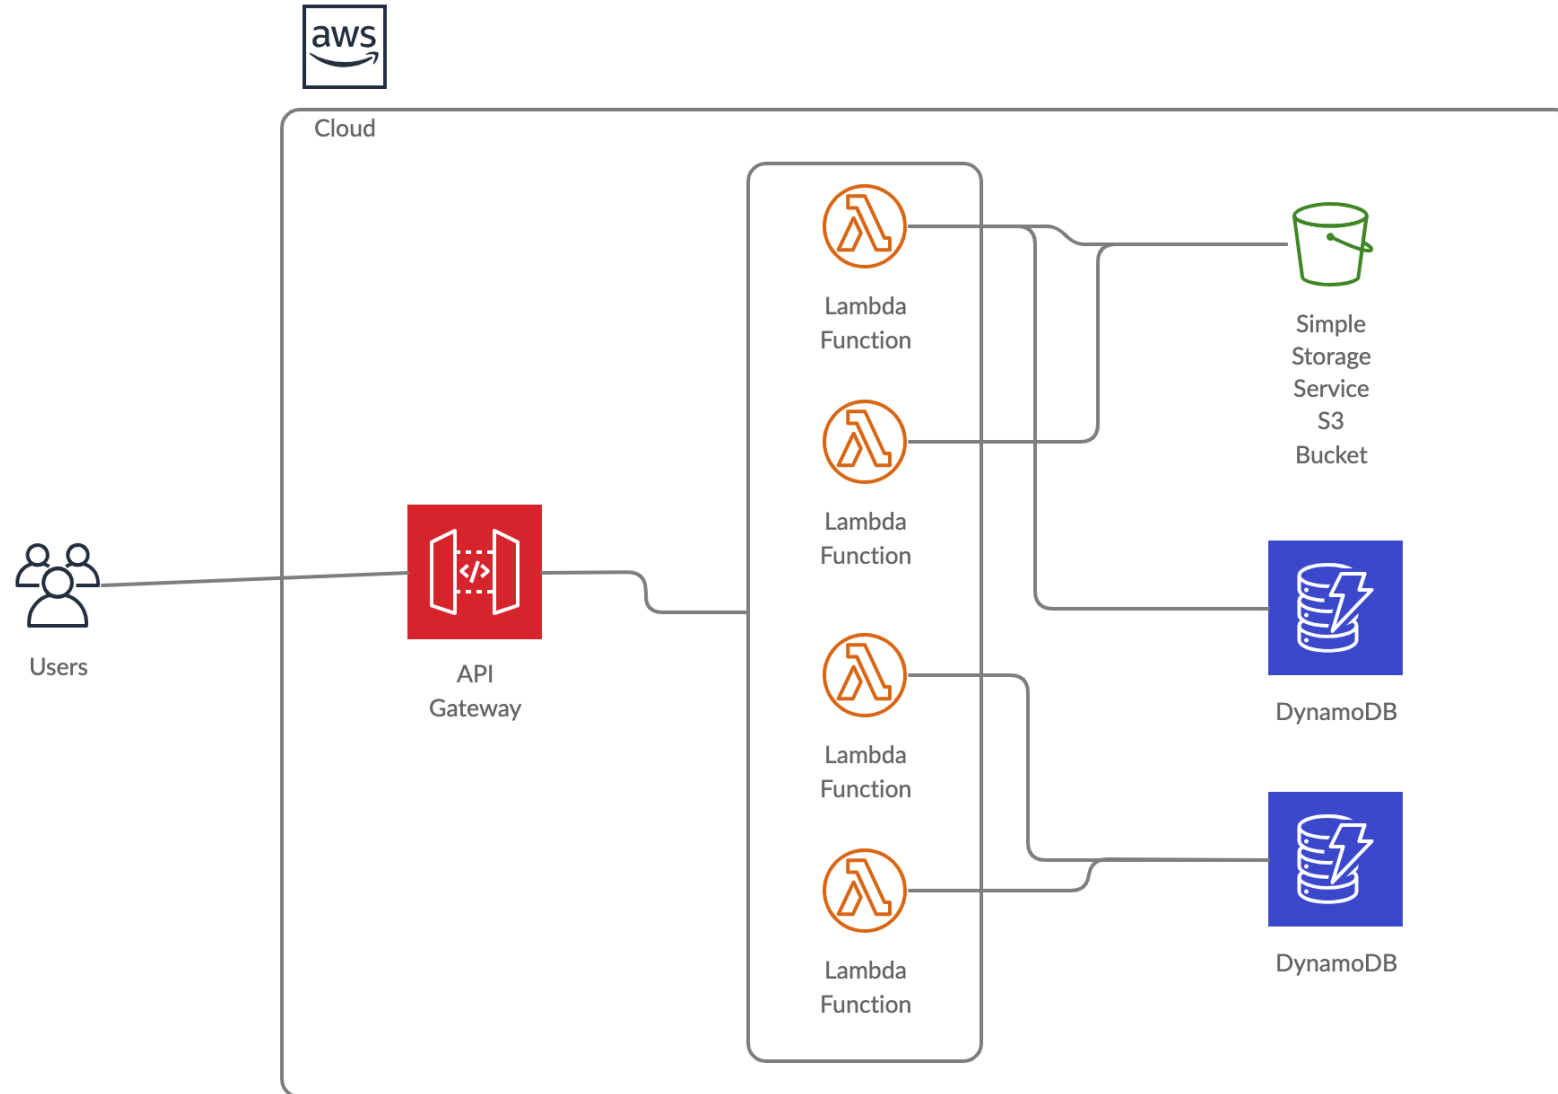 aws
Cloud
Lambda
Function
Simple
Storage
Service
S3
Bucket
Lambda
Function
</>
Users
API
Gateway
DynamoDB
Lambda
Function
DynamoDB
Lambda
Function